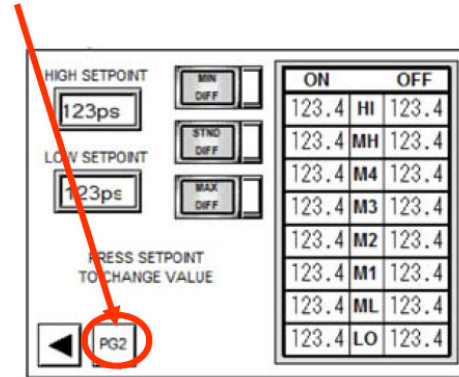 HIGH SETPOINT
123ps
LOW SETPOINT
123ps
PRESS SETPOINT
TO CHANGE VALUE
PG2
MIN
DIFF
STND
DIFF
MAX
DIFF
ON OFF
123.4 HI 123.4
123.4 MH 123.4
123.4 M4 123.4
123.4 M3 123.4
123.4 M2 123.4
123.4 M1 123.4
123.4 ML 123.4
123.4 LO 123.4